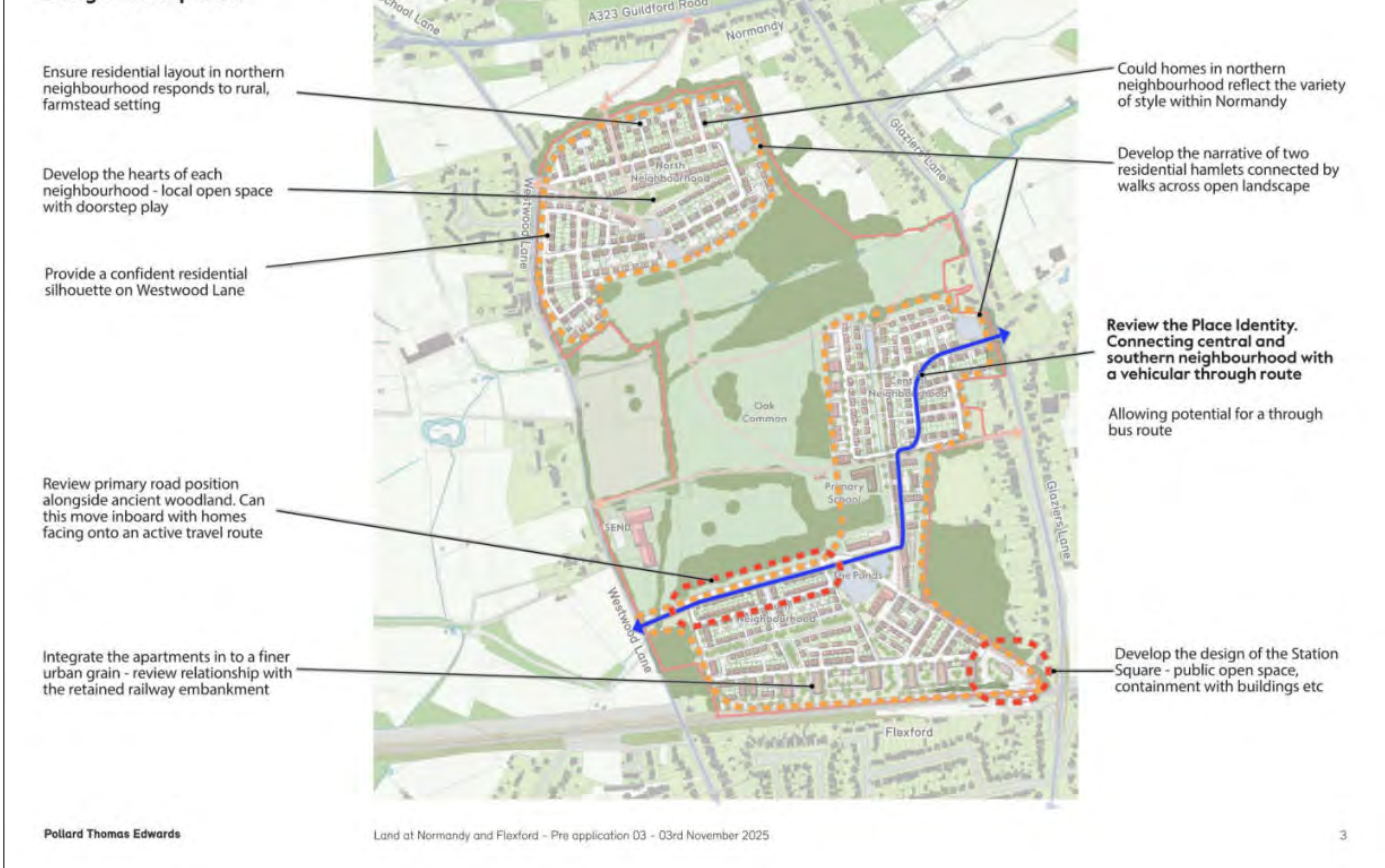 A323 Guildford Road
School Lane
Normandy
Ensure residential layout in northern
neighbourhood responds to rural,
farmstead setting
Develop the hearts of each
neighbourhood - local open space
with doorstep play
Provide a confident residential
silhouette on Westwood Lane
Review primary road position
alongside ancient woodland. Can
this move inboard with homes
facing onto an active travel route
Integrate the apartments in to a finer
urban grain - review relationship with
the retained railway embankment
Glaziers Lane
North
Neighbourhood
Westwood Lane
Oak
Common
Neighbourhood
Primary
School
SEND
The Ponds
Neighbourhood
Westwood Lane
Glaziers Lane
Flexford
Could homes in northern
neighbourhood reflect the variety
of style within Normandy
Develop the narrative of two
residential hamlets connected by
walks across open landscape
Review the Place Identity.
Connecting central and
southern neighbourhood with
a vehicular through route
Allowing potential for a through
bus route
Develop the design of the Station
Square - public open space,
containment with buildings etc
Pollard Thomas Edwards
Land at Normandy and Flexford - Pre application 03 - 03rd November 2025
3